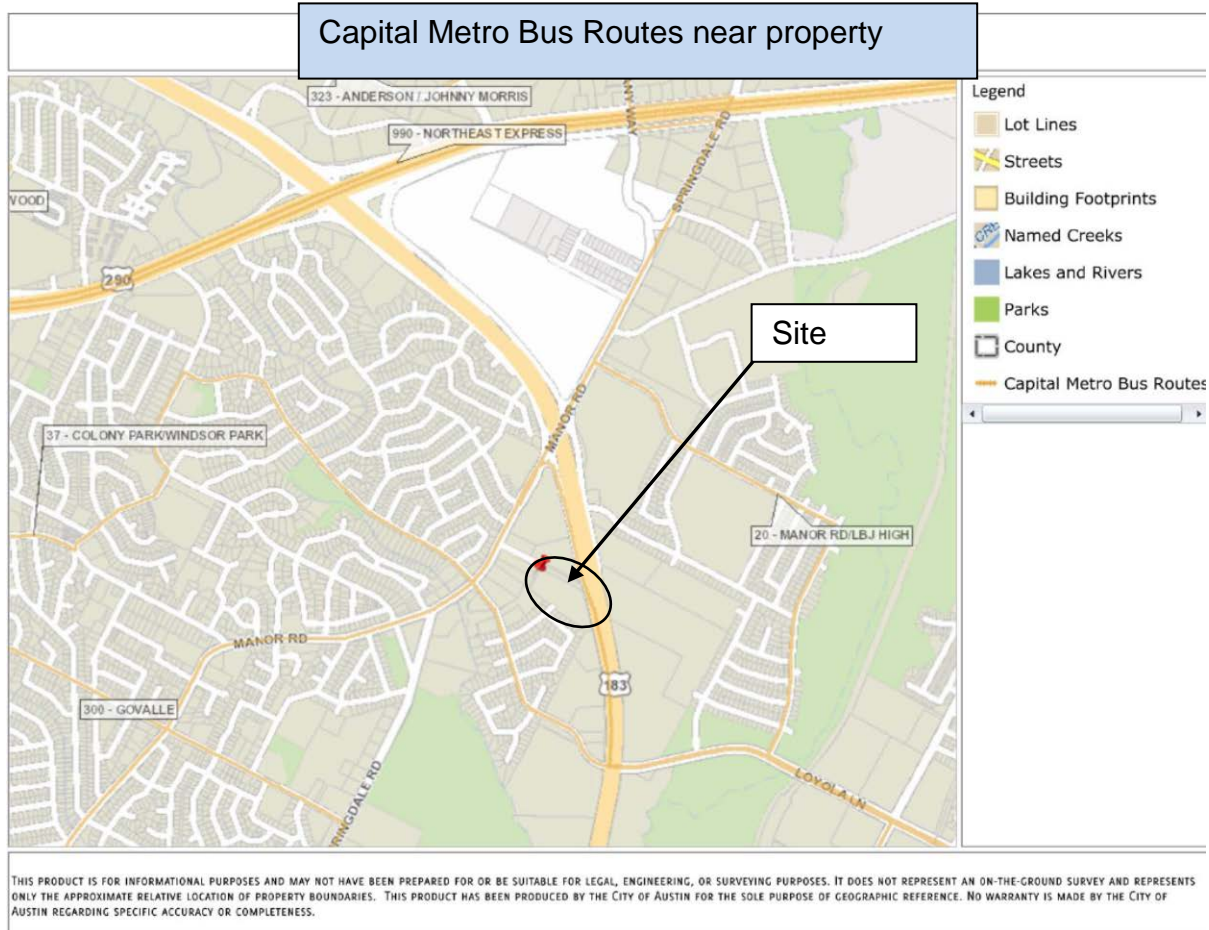 Capital Metro Bus Routes near property
323 - ANDERSON / JOHNNY MORRIS
990 - NORTHEAST EXPRESS
NY WAY
SPRINGDALE RD
WOOD
290
Site
MANOR RD
37 - COLONY PARK/WINDSOR PARK
20 - MANOR RD/LBJ HIGH
MANOR RD
183
300 - GOVALLE
LOYOLA LN
RINGDALE RD
Legend
Lot Lines
Streets
Building Footprints
Named Creeks
Lakes and Rivers
Parks
County
Capital Metro Bus Routes
THIS PRODUCT IS FOR INFORMATIONAL PURPOSES AND MAY NOT HAVE BEEN PREPARED FOR OR BE SUITABLE FOR LEGAL, ENGINEERING, OR SURVEYING PURPOSES. IT DOES NOT REPRESENT AN ON-THE-GROUND SURVEY AND REPRESENTS
ONLY THE APPROXIMATE RELATIVE LOCATION OF PROPERTY BOUNDARIES. THIS PRODUCT HAS BEEN PRODUCED BY THE CITY OF AUSTIN FOR THE SOLE PURPOSE OF GEOGRAPHIC REFERENCE. NO WARRANTY IS MADE BY THE CITY OF
AUSTIN REGARDING SPECIFIC ACCURACY OR COMPLETENESS.